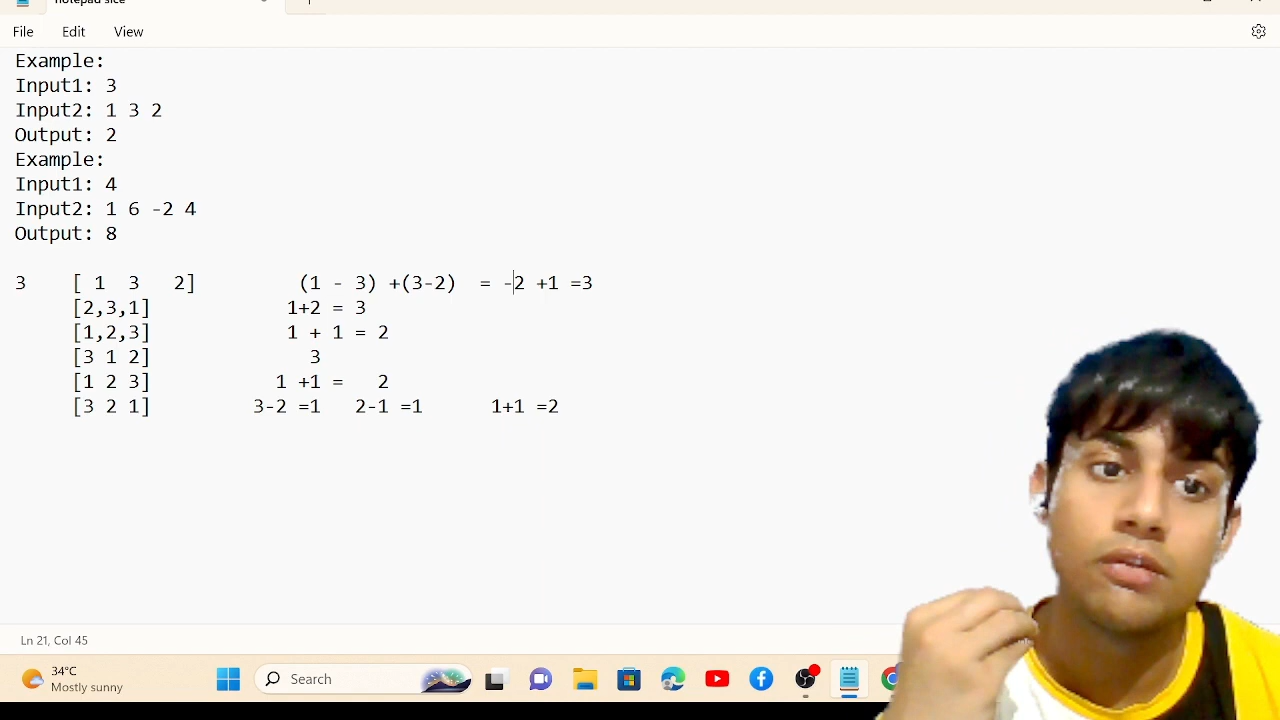 File Edit View
Example:
Input1: 3
Input2: 1 3 2
Output: 2
Example:
Input1: 4
Input2: 1 6 -2 4
Output: 8
3 [ 1 3 2] (1 - 3) +(3-2) = -2 +1 =3
[2,3,1] 1+2 = 3
[1,2,3] 1 + 1 = 2
[3 1 2] 3
[1 2 3] 1 +1 = 2
[3 2 1] 3-2 =1 2-1 =1 1+1 =2
Ln 21, Col 45
34°C
Mostly sunny
Search